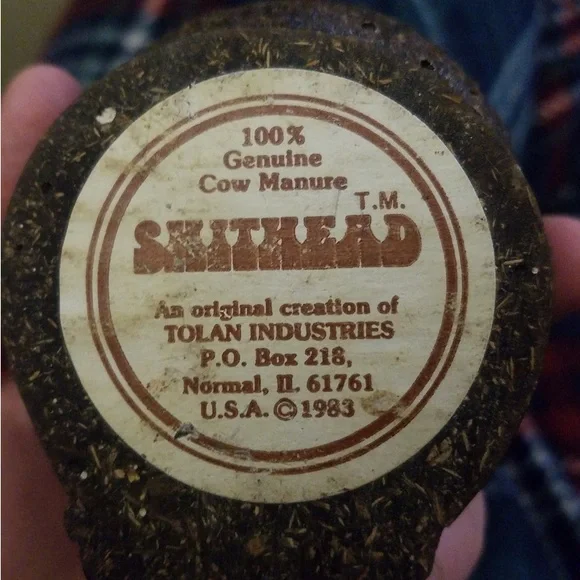 100%
Genuine
Cow Manure
T.M.
SHITHEAD
An original creation of
TOLAN INDUSTRIES
P.O. Box 218,
Normal, Il. 61761
U.S.A. ©1983